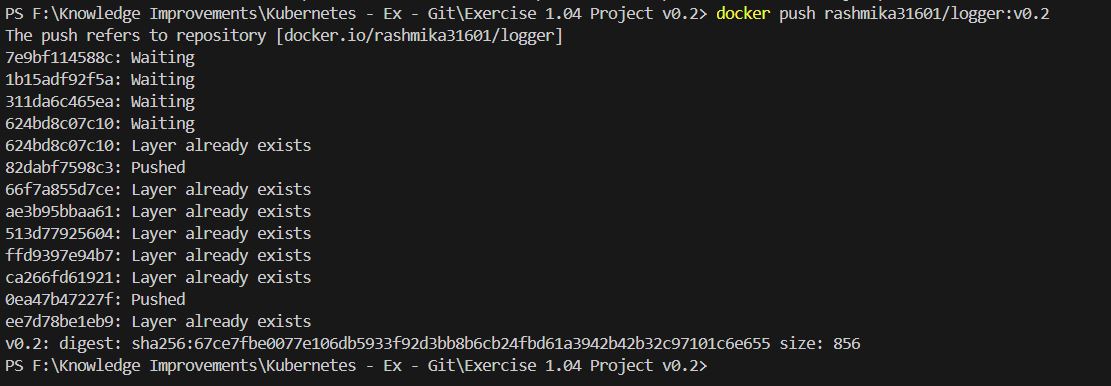 PS F:\Knowledge Improvements\Kubernetes - Ex - Git\Exercise 1.04 Project v0.2> docker push rashmika31601/logger:v0.2
The push refers to repository [docker.io/rashmika31601/logger]
7e9bf114588c: Waiting
1b15adf92f5a: Waiting
311da6c465ea: Waiting
624bd8c07c10: Waiting
624bd8c07c10: Layer already exists
82dabf7598c3: Pushed
66f7a855d7ce: Layer already exists
ae3b95bbaa61: Layer already exists
513d77925604: Layer already exists
ffd9397e94b7: Layer already exists
ca266fd61921: Layer already exists
0ea47b47227f: Pushed
ee7d78be1eb9: Layer already exists
v0.2: digest: sha256:67ce7fbe0077e106db5933f92d3bb8b6cb24fbd61a3942b42b32c97101c6e655 size: 856
PS F:\Knowledge Improvements\Kubernetes - Ex - Git\Exercise 1.04 Project v0.2>